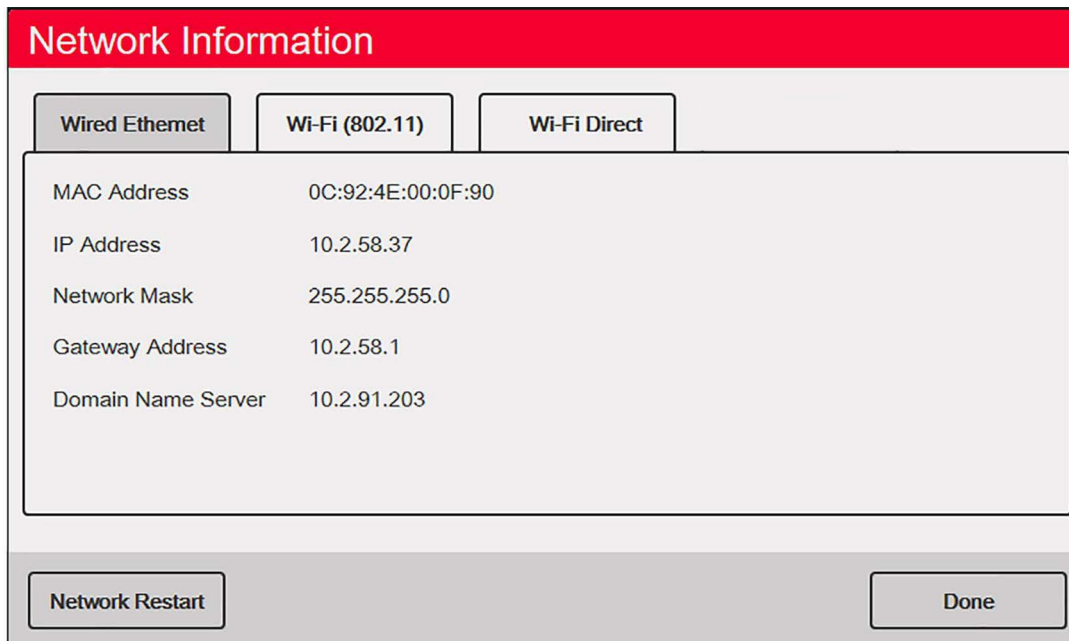 Network Information
Wired Ethernet Wi-Fi (802.11) Wi-Fi Direct
MAC Address 0C:92:4E:00:0F:90
IP Address 10.2.58.37
Network Mask 255.255.255.0
Gateway Address 10.2.58.1
Domain Name Server 10.2.91.203
Network Restart Done